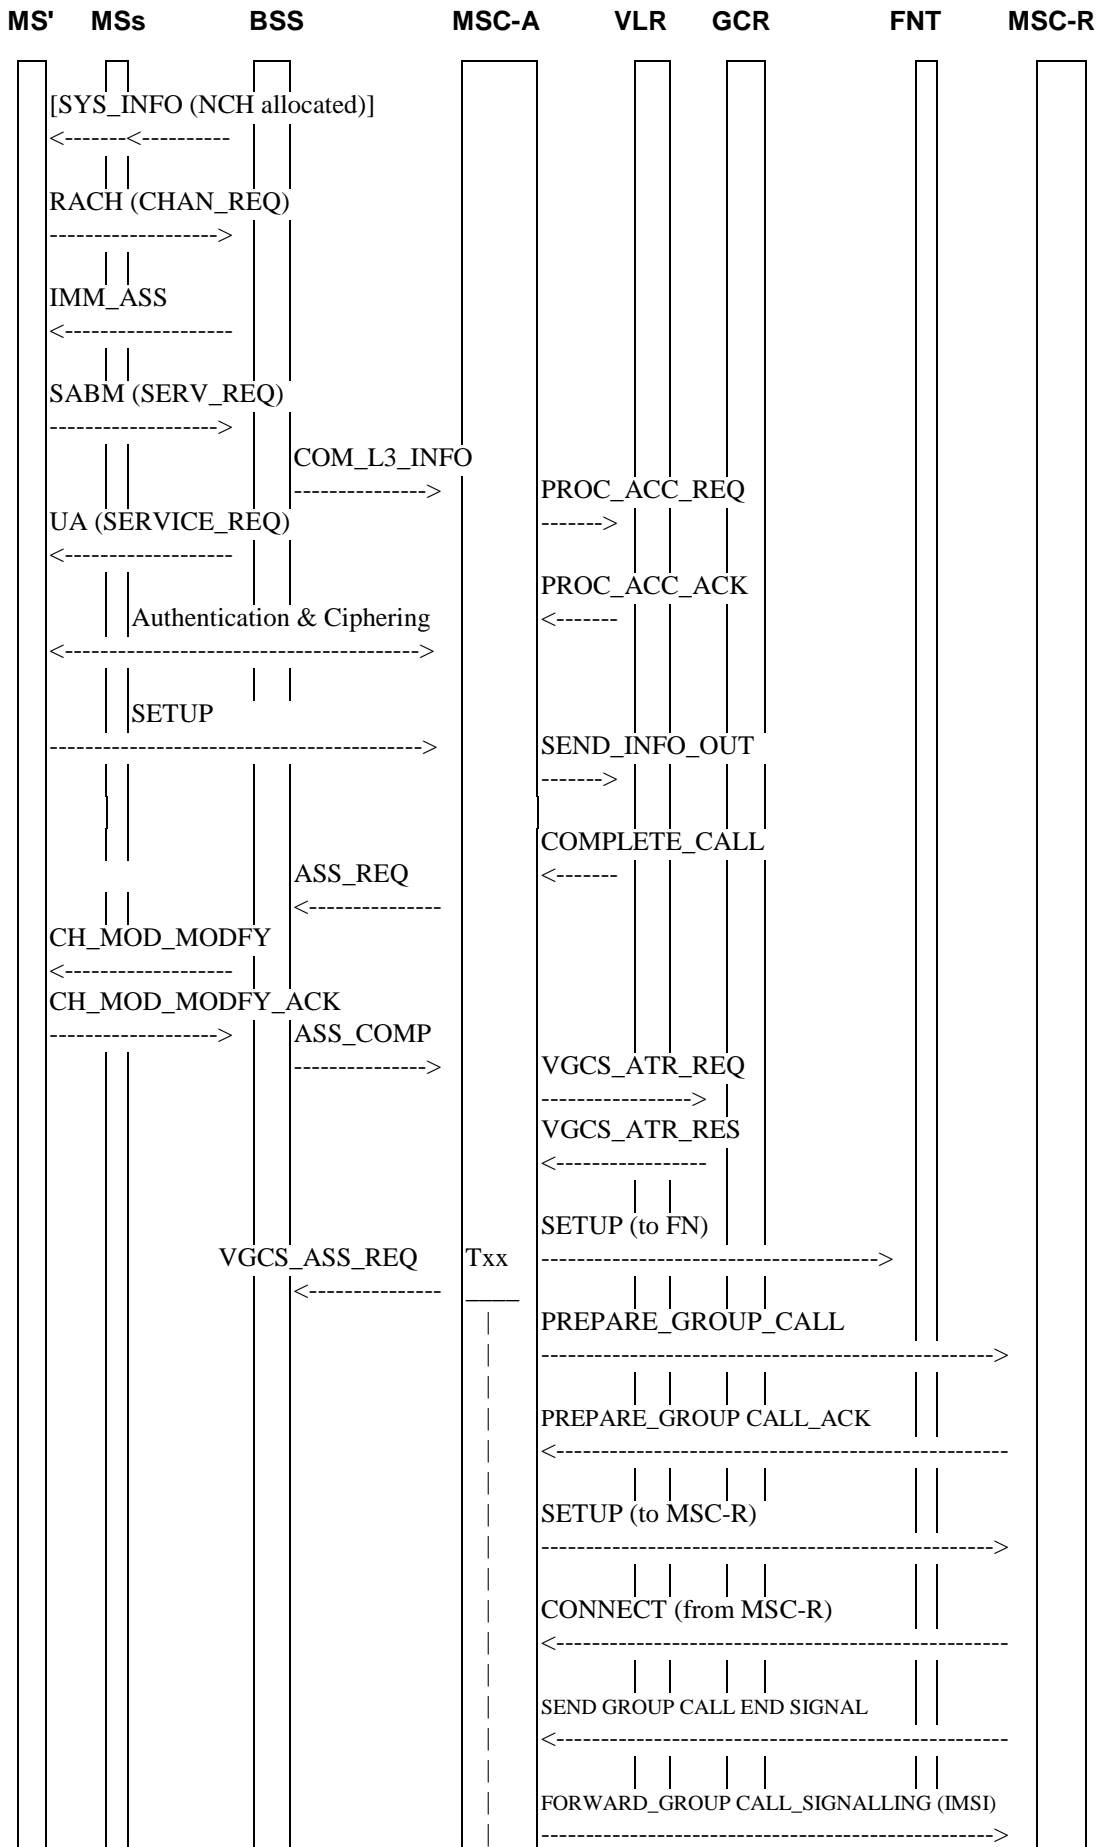 MS' MSs BSS MSC-A VLR GCR FNT MSC-R
[SYS_INFO (NCH allocated)]
<-------<----------
RACH (CHAN_REQ)
------------------->
IMM_ASS
<-------------------
SABM (SERV_REQ)
------------------->
COM_L3_INFO
---------------> PROC_ACC_REQ
UA (SERVICE_REQ) ------->
<-------------------
PROC_ACC_ACK
Authentication & Ciphering <-------
<---------------------------------------->
SETUP
------------------------------------------> SEND_INFO_OUT
------->
COMPLETE_CALL
ASS_REQ <-------
<---------------
CH_MOD_MODFY
<-------------------
CH_MOD_MODFY_ACK
-------------------> ASS_COMP
---------------> VGCS_ATR_REQ
----------------->
VGCS_ATR_RES
<-----------------
SETUP (to FN)
VGCS_ASS_REQ Txx -------------------------------------->
<--------------- ____
| PREPARE_GROUP_CALL
| --------------------------------------------------->
|
| PREPARE_GROUP CALL_ACK
| <---------------------------------------------------
|
| SETUP (to MSC-R)
| --------------------------------------------------->
|
| CONNECT (from MSC-R)
| <---------------------------------------------------
|
| SEND GROUP CALL END SIGNAL
| <---------------------------------------------------
|
| FORWARD_GROUP CALL_SIGNALLING (IMSI)
| --------------------------------------------------->